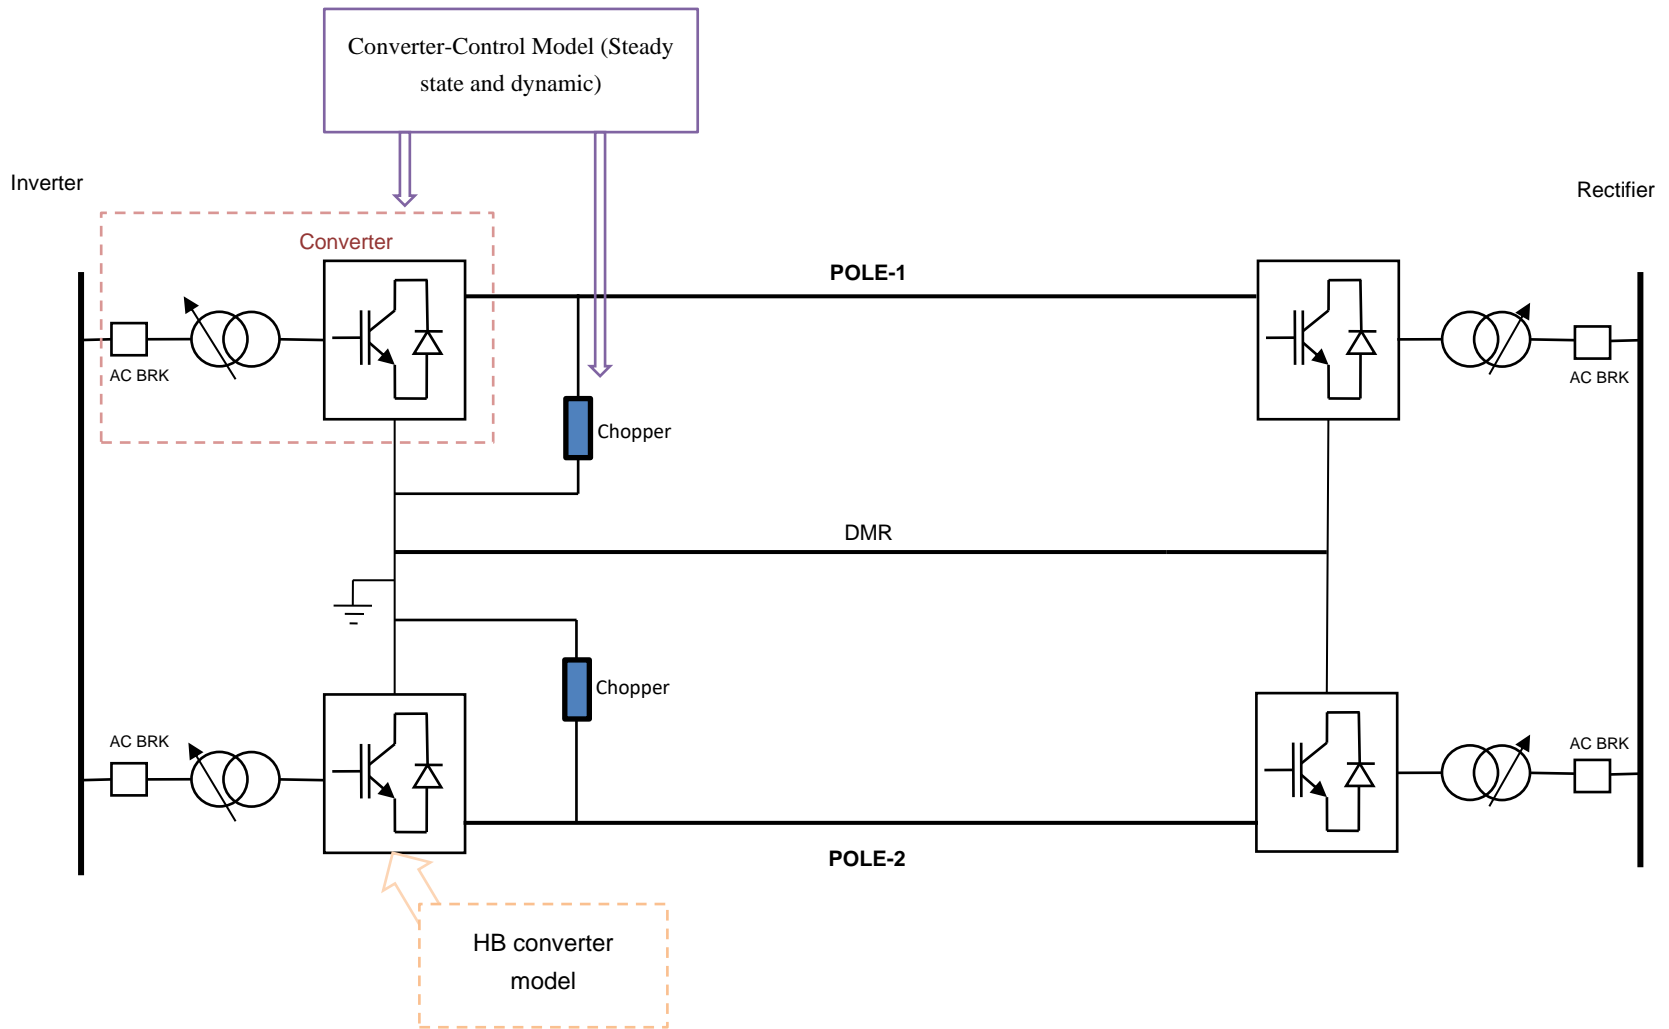 Converter-Control Model (Steady
state and dynamic)
Inverter
Rectifier
Converter
POLE-1
AC BRK
AC BRK
Chopper
DMR
Chopper
AC BRK
AC BRK
POLE-2
HB converter
model